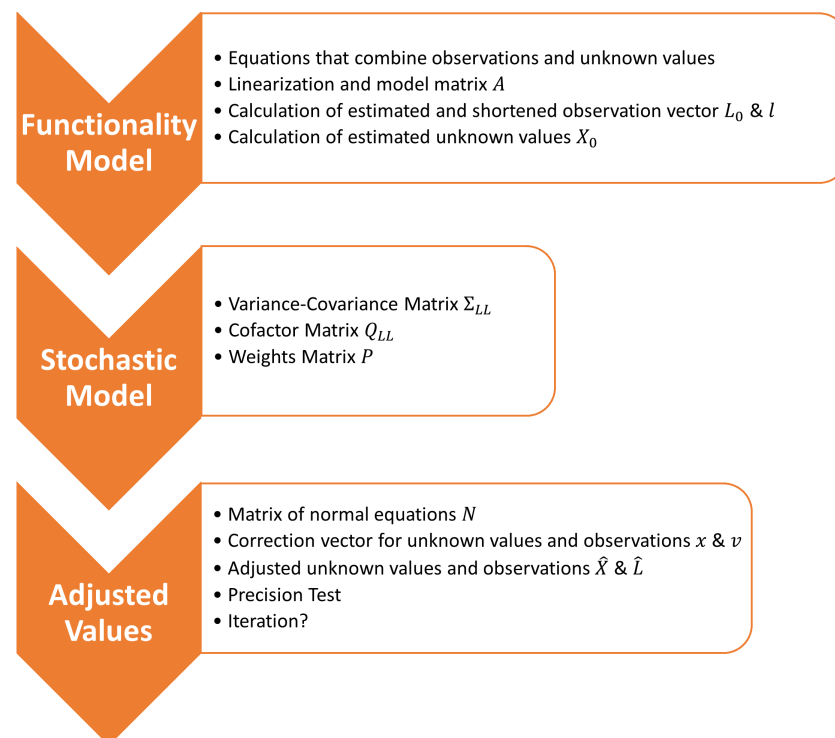 Functionality
Model
• Equations that combine observations and unknown values
• Linearization and model matrix A
• Calculation of estimated and shortened observation vector L₀ & l
• Calculation of estimated unknown values X₀
Stochastic
Model
• Variance-Covariance Matrix Σ_LL
• Cofactor Matrix Q_LL
• Weights Matrix P
Adjusted
Values
• Matrix of normal equations N
• Correction vector for unknown values and observations x & v
• Adjusted unknown values and observations X̂ & L̂
• Precision Test
• Iteration?